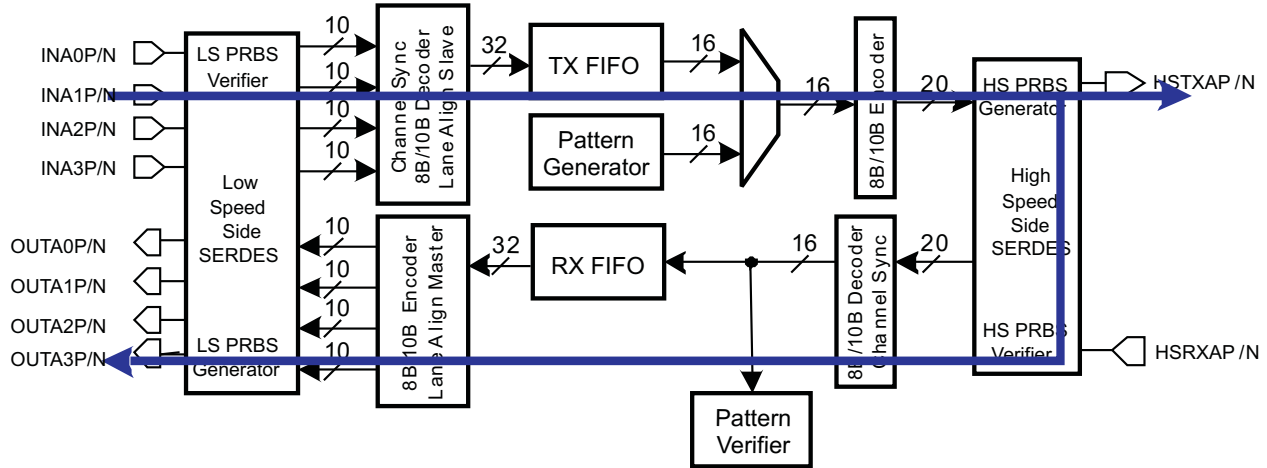 INA0P/N
INA1P/N
INA2P/N
INA3P/N
OUTA0P/N
OUTA1P/N
OUTA2P/N
OUTA3P/N
LS PRBS
Verifier
Low
Speed
Side
SERDES
LS PRBS
Generator
10
10
10
10
10
10
10
10
Channel Sync
8B/10B Decoder
Lane Align Slave
8B/10B Encoder
Lane Align Master
32
TX FIFO
16
Pattern
Generator
16
16
8B/10B Encoder
20
32
RX FIFO
16
8B/10B Decoder
Channel Sync
20
Pattern
Verifier
HS PRBS
Generator
High
Speed
Side
SERDES
HS PRBS
Verifier
HSTXAP/N
HSRXAP/N